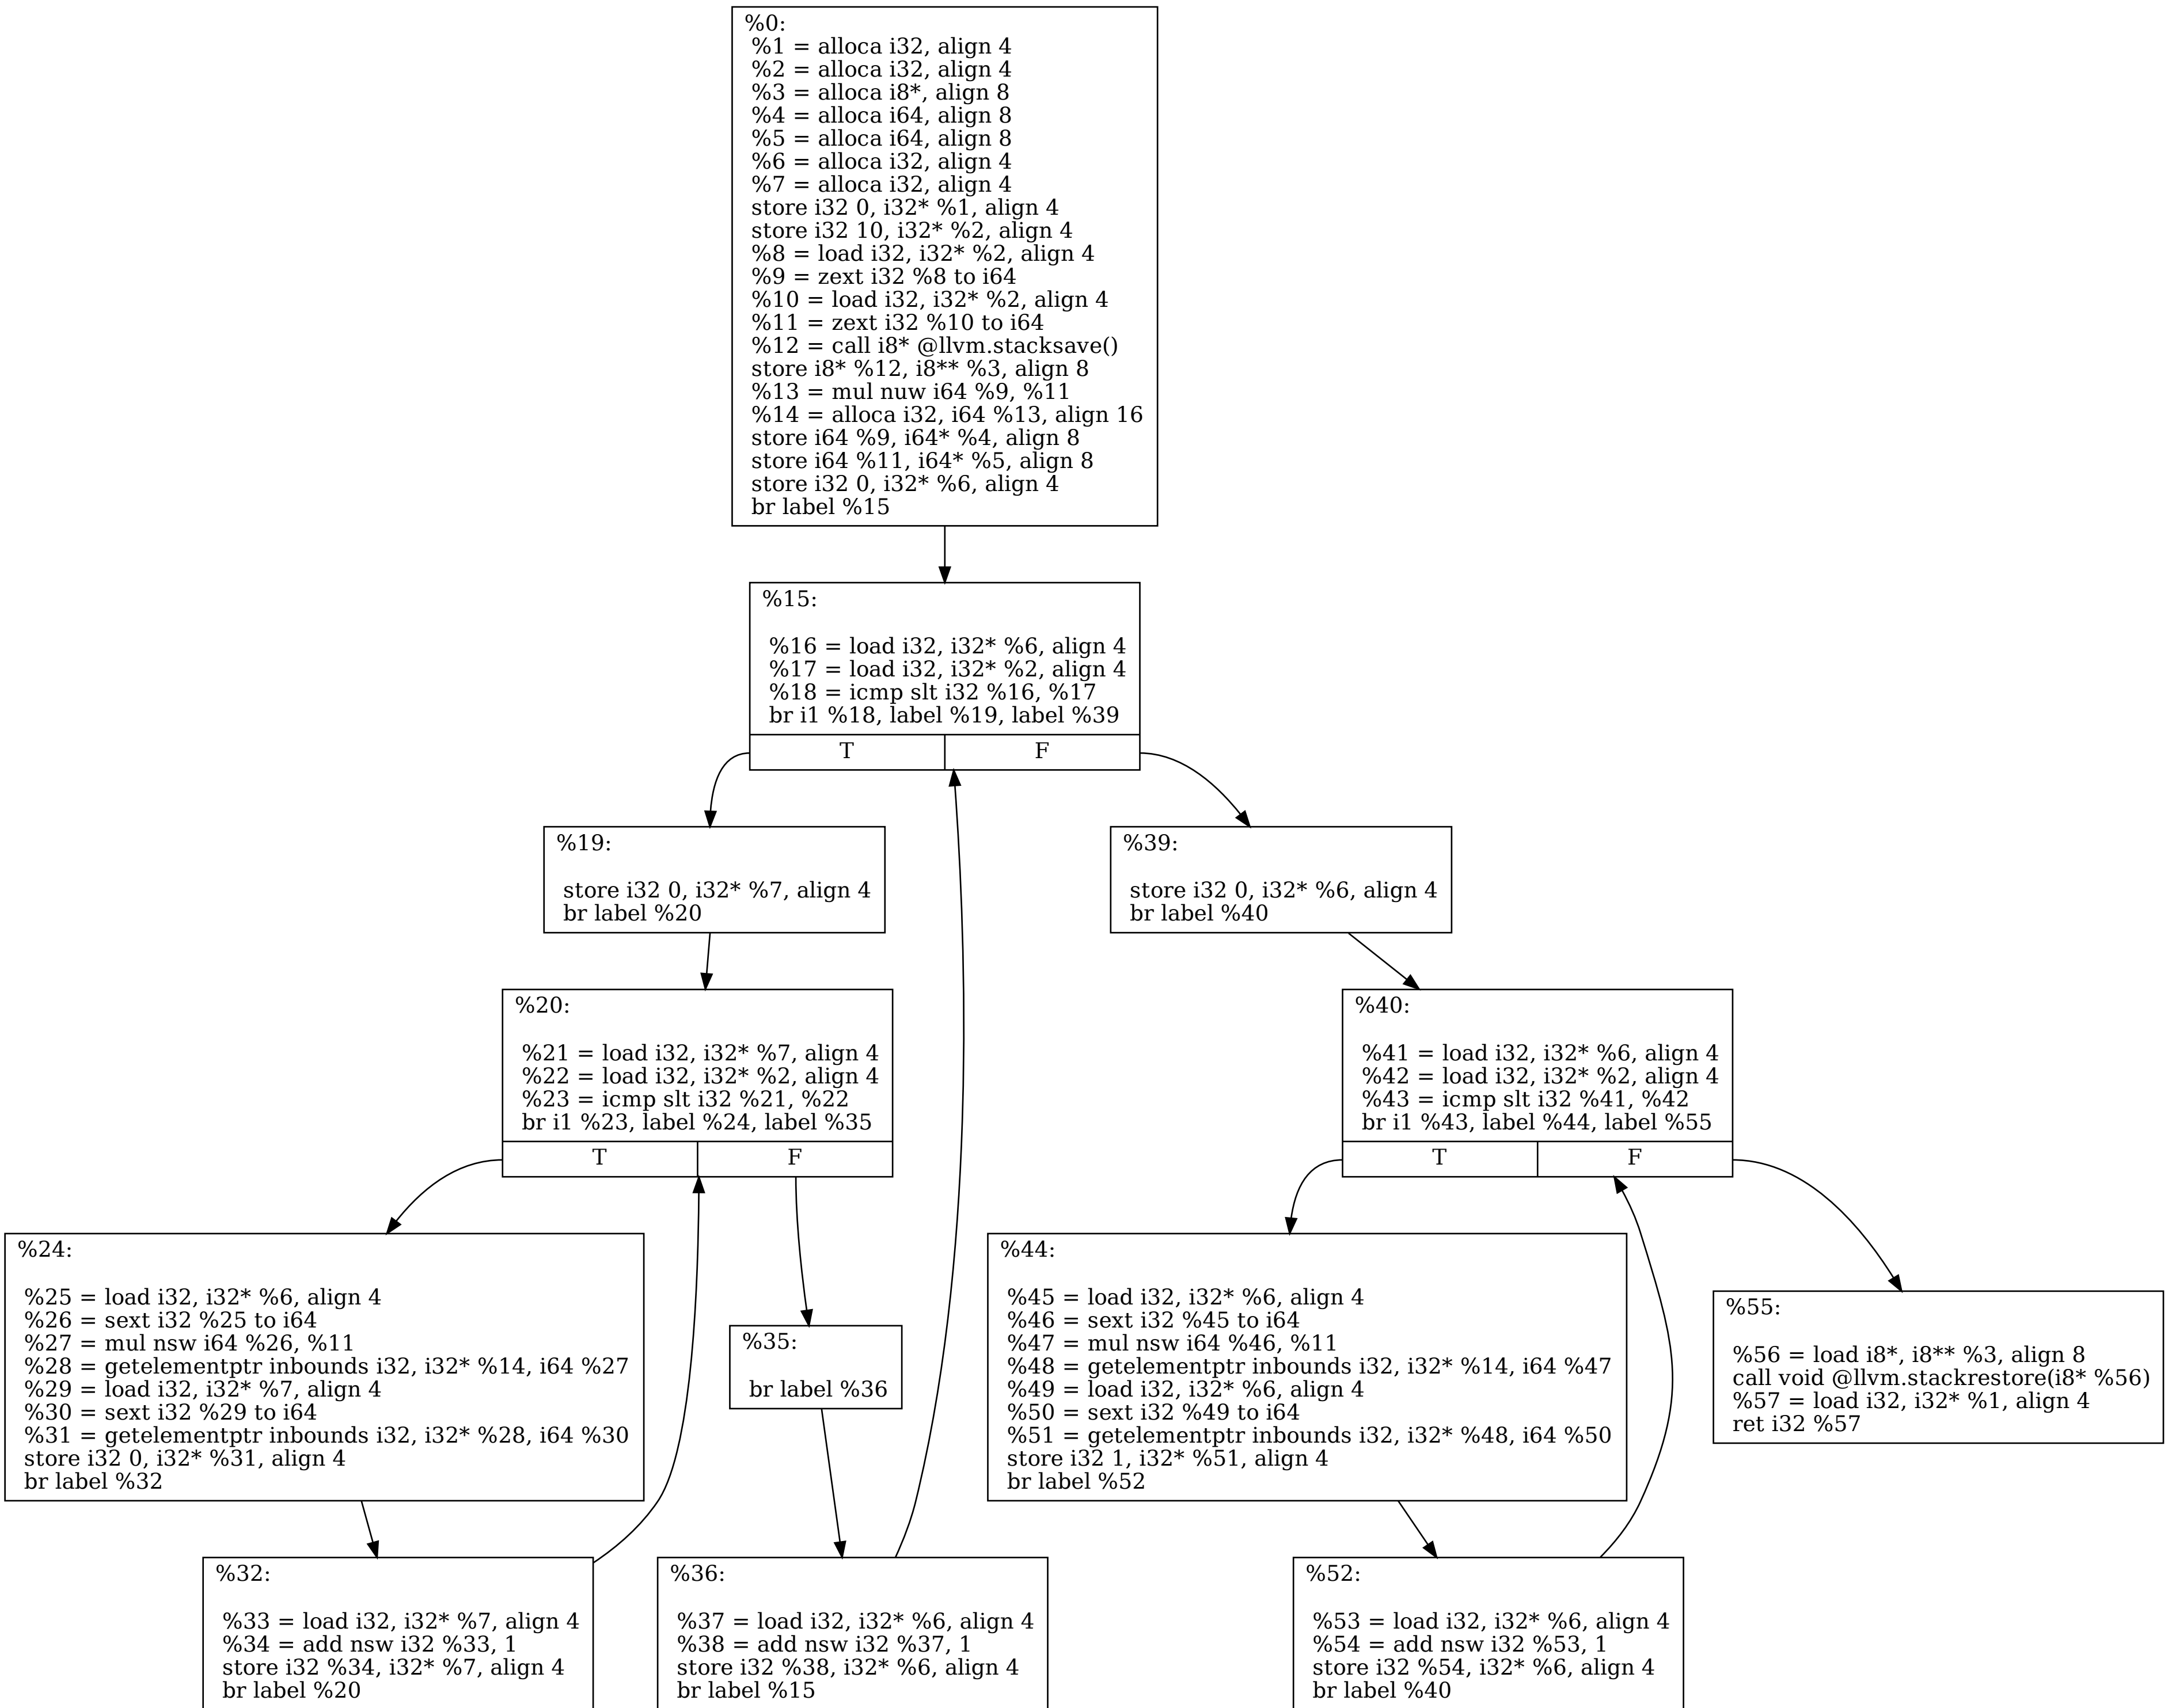 %0:
%1 = alloca i32, align 4
%2 = alloca i32, align 4
%3 = alloca i8*, align 8
%4 = alloca i64, align 8
%5 = alloca i64, align 8
%6 = alloca i32, align 4
%7 = alloca i32, align 4
store i32 0, i32* %1, align 4
store i32 10, i32* %2, align 4
%8 = load i32, i32* %2, align 4
%9 = zext i32 %8 to i64
%10 = load i32, i32* %2, align 4
%11 = zext i32 %10 to i64
%12 = call i8* @llvm.stacksave()
store i8* %12, i8** %3, align 8
%13 = mul nuw i64 %9, %11
%14 = alloca i32, i64 %13, align 16
store i64 %9, i64* %4, align 8
store i64 %11, i64* %5, align 8
store i32 0, i32* %6, align 4
br label %15
%15:
%16 = load i32, i32* %6, align 4
%17 = load i32, i32* %2, align 4
%18 = icmp slt i32 %16, %17
br i1 %18, label %19, label %39
T
F
%19:
store i32 0, i32* %7, align 4
br label %20
%39:
store i32 0, i32* %6, align 4
br label %40
%20:
%21 = load i32, i32* %7, align 4
%22 = load i32, i32* %2, align 4
%23 = icmp slt i32 %21, %22
br i1 %23, label %24, label %35
T
F
%40:
%41 = load i32, i32* %6, align 4
%42 = load i32, i32* %2, align 4
%43 = icmp slt i32 %41, %42
br i1 %43, label %44, label %55
T
F
%24:
%25 = load i32, i32* %6, align 4
%26 = sext i32 %25 to i64
%27 = mul nsw i64 %26, %11
%28 = getelementptr inbounds i32, i32* %14, i64 %27
%29 = load i32, i32* %7, align 4
%30 = sext i32 %29 to i64
%31 = getelementptr inbounds i32, i32* %28, i64 %30
store i32 0, i32* %31, align 4
br label %32
%35:
br label %36
%44:
%45 = load i32, i32* %6, align 4
%46 = sext i32 %45 to i64
%47 = mul nsw i64 %46, %11
%48 = getelementptr inbounds i32, i32* %14, i64 %47
%49 = load i32, i32* %6, align 4
%50 = sext i32 %49 to i64
%51 = getelementptr inbounds i32, i32* %48, i64 %50
store i32 1, i32* %51, align 4
br label %52
%55:
%56 = load i8*, i8** %3, align 8
call void @llvm.stackrestore(i8* %56)
%57 = load i32, i32* %1, align 4
ret i32 %57
%32:
%33 = load i32, i32* %7, align 4
%34 = add nsw i32 %33, 1
store i32 %34, i32* %7, align 4
br label %20
%36:
%37 = load i32, i32* %6, align 4
%38 = add nsw i32 %37, 1
store i32 %38, i32* %6, align 4
br label %15
%52:
%53 = load i32, i32* %6, align 4
%54 = add nsw i32 %53, 1
store i32 %54, i32* %6, align 4
br label %40